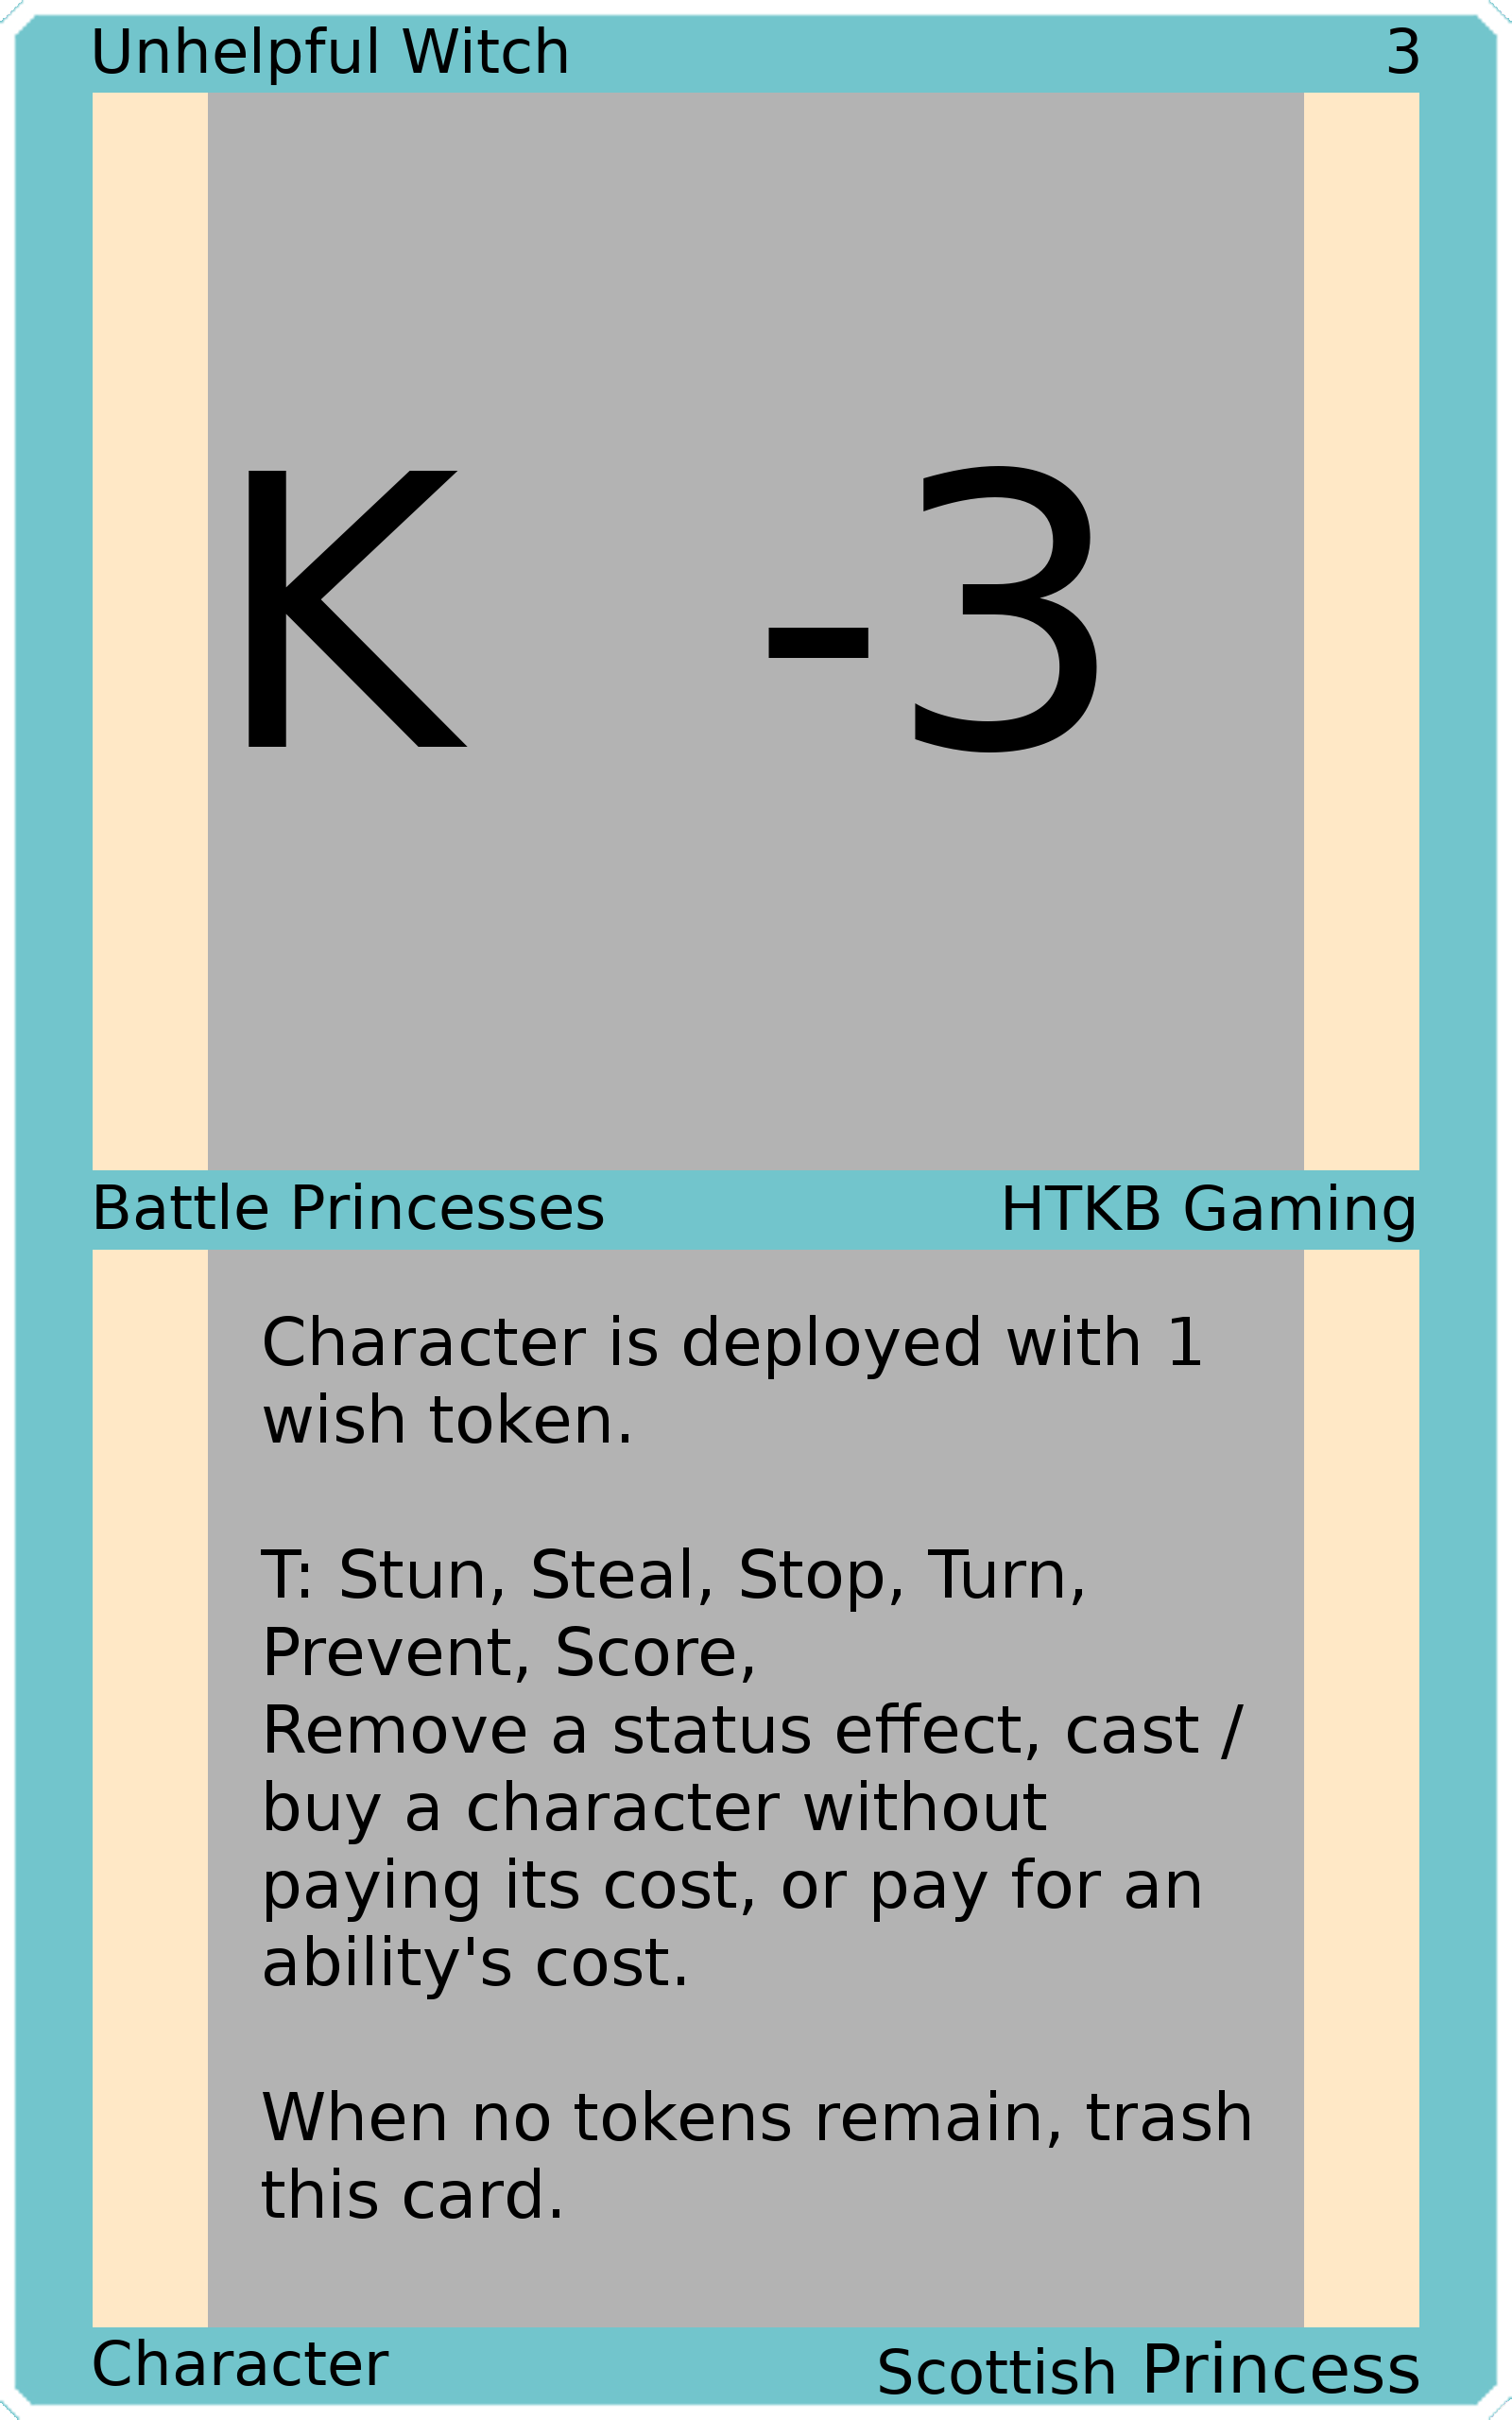 Unhelpful Witch 3
K -3
Battle Princesses HTKB Gaming
Character is deployed with 1
wish token.
T: Stun, Steal, Stop, Turn,
Prevent, Score,
Remove a status effect, cast /
buy a character without
paying its cost, or pay for an
ability's cost.
When no tokens remain, trash
this card.
Character Scottish Princess